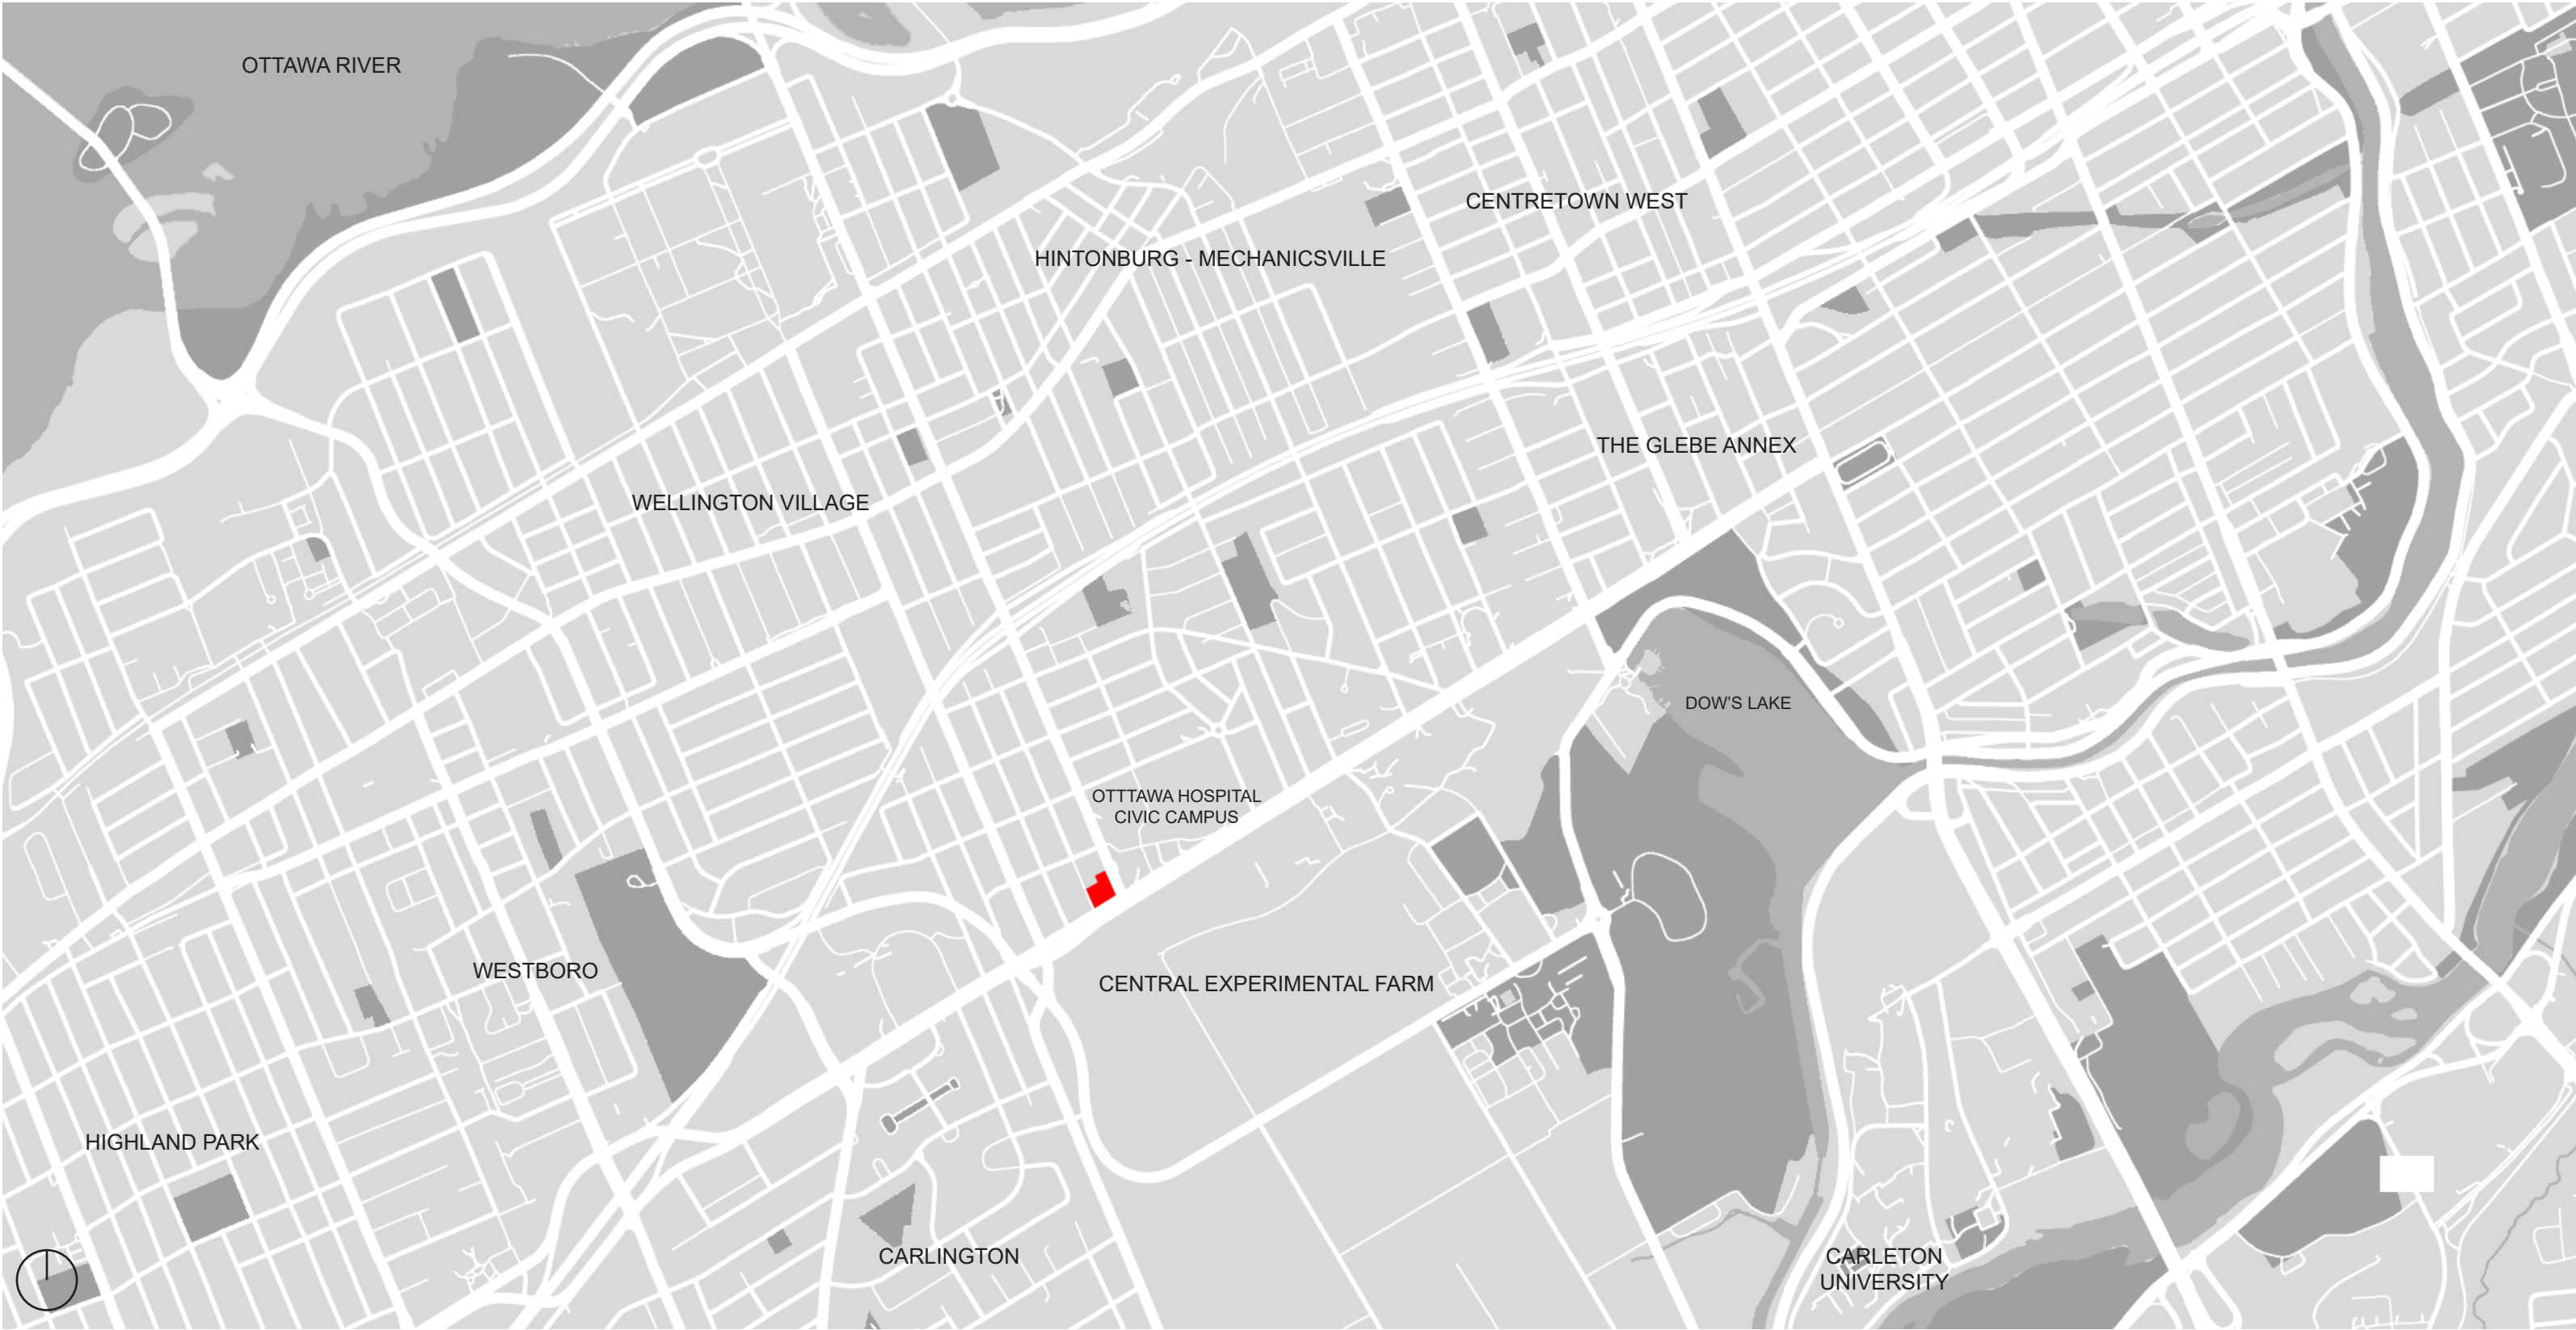 OTTAWA RIVER
CENTRETOWN WEST
HINTONBURG - MECHANICSVILLE
THE GLEBE ANNEX
WELLINGTON VILLAGE
DOW'S LAKE
OTTTAWA HOSPITAL
CIVIC CAMPUS
WESTBORO
CENTRAL EXPERIMENTAL FARM
HIGHLAND PARK
CARLINGTON
CARLETON
UNIVERSITY